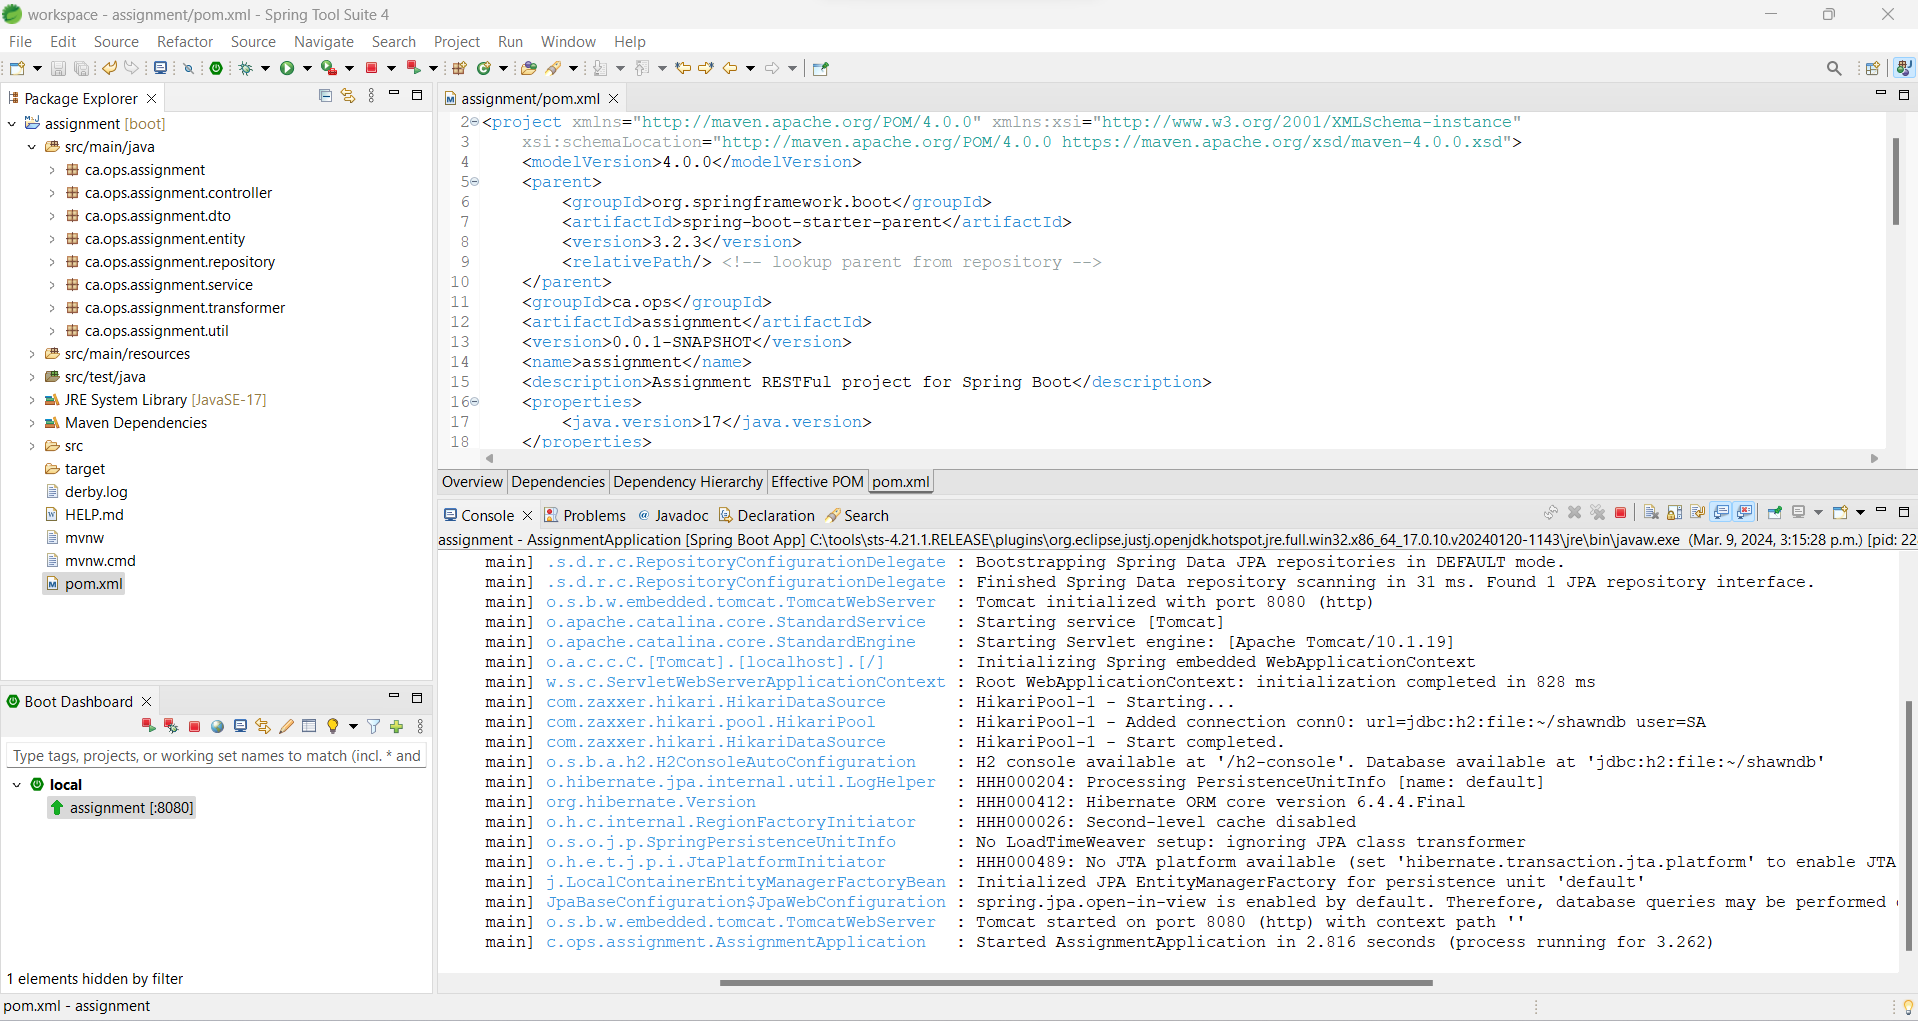 workspace - assignment/pom.xml - Spring Tool Suite 4
File Edit Source Refactor Source Navigate Search Project Run Window Help
Package Explorer
assignment [boot]
src/main/java
ca.ops.assignment
ca.ops.assignment.controller
ca.ops.assignment.dto
ca.ops.assignment.entity
ca.ops.assignment.repository
ca.ops.assignment.service
ca.ops.assignment.transformer
ca.ops.assignment.util
src/main/resources
src/test/java
JRE System Library [JavaSE-17]
Maven Dependencies
src
target
derby.log
HELP.md
mvnw
mvnw.cmd
pom.xml
Boot Dashboard
Type tags, projects, or working set names to match (incl. * and
local
assignment [:8080]
1 elements hidden by filter
assignment/pom.xml
2 <project xmlns="http://maven.apache.org/POM/4.0.0" xmlns:xsi="http://www.w3.org/2001/XMLSchema-instance"
3 xsi:schemaLocation="http://maven.apache.org/POM/4.0.0 https://maven.apache.org/xsd/maven-4.0.0.xsd">
4 <modelVersion>4.0.0</modelVersion>
5 <parent>
6 <groupId>org.springframework.boot</groupId>
7 <artifactId>spring-boot-starter-parent</artifactId>
8 <version>3.2.3</version>
9 <relativePath/> <!-- lookup parent from repository -->
10 </parent>
11 <groupId>ca.ops</groupId>
12 <artifactId>assignment</artifactId>
13 <version>0.0.1-SNAPSHOT</version>
14 <name>assignment</name>
15 <description>Assignment RESTFul project for Spring Boot</description>
16 <properties>
17 <java.version>17</java.version>
18 </properties>
Overview Dependencies Dependency Hierarchy Effective POM pom.xml
Console Problems @ Javadoc Declaration Search
assignment - AssignmentApplication [Spring Boot App] C:\tools\sts-4.21.1.RELEASE\plugins\org.eclipse.justj.openjdk.hotspot.jre.full.win32.x86_64_17.0.10.v20240120-1143\jre\bin\javaw.exe (Mar. 9, 2024, 3:15:28 p.m.) [pid: 22
main] .s.d.r.c.RepositoryConfigurationDelegate : Bootstrapping Spring Data JPA repositories in DEFAULT mode.
main] .s.d.r.c.RepositoryConfigurationDelegate : Finished Spring Data repository scanning in 31 ms. Found 1 JPA repository interface.
main] o.s.b.w.embedded.tomcat.TomcatWebServer : Tomcat initialized with port 8080 (http)
main] o.apache.catalina.core.StandardService : Starting service [Tomcat]
main] o.apache.catalina.core.StandardEngine : Starting Servlet engine: [Apache Tomcat/10.1.19]
main] o.a.c.c.C.[Tomcat].[localhost].[/] : Initializing Spring embedded WebApplicationContext
main] w.s.c.ServletWebServerApplicationContext : Root WebApplicationContext: initialization completed in 828 ms
main] com.zaxxer.hikari.HikariDataSource : HikariPool-1 - Starting...
main] com.zaxxer.hikari.pool.HikariPool : HikariPool-1 - Added connection conn0: url=jdbc:h2:file:~/shawndb user=SA
main] com.zaxxer.hikari.HikariDataSource : HikariPool-1 - Start completed.
main] o.s.b.a.h2.H2ConsoleAutoConfiguration : H2 console available at '/h2-console'. Database available at 'jdbc:h2:file:~/shawndb'
main] o.hibernate.jpa.internal.util.LogHelper : HHH000204: Processing PersistenceUnitInfo [name: default]
main] org.hibernate.Version : HHH000412: Hibernate ORM core version 6.4.4.Final
main] o.h.c.internal.RegionFactoryInitiator : HHH000026: Second-level cache disabled
main] o.s.o.j.p.SpringPersistenceUnitInfo : No LoadTimeWeaver setup: ignoring JPA class transformer
main] o.h.e.t.j.p.i.JtaPlatformInitiator : HHH000489: No JTA platform available (set 'hibernate.transaction.jta.platform' to enable JTA
main] j.LocalContainerEntityManagerFactoryBean : Initialized JPA EntityManagerFactory for persistence unit 'default'
main] JpaBaseConfiguration$JpaWebConfiguration : spring.jpa.open-in-view is enabled by default. Therefore, database queries may be performed
main] o.s.b.w.embedded.tomcat.TomcatWebServer : Tomcat started on port 8080 (http) with context path ''
main] c.ops.assignment.AssignmentApplication : Started AssignmentApplication in 2.816 seconds (process running for 3.262)
pom.xml - assignment